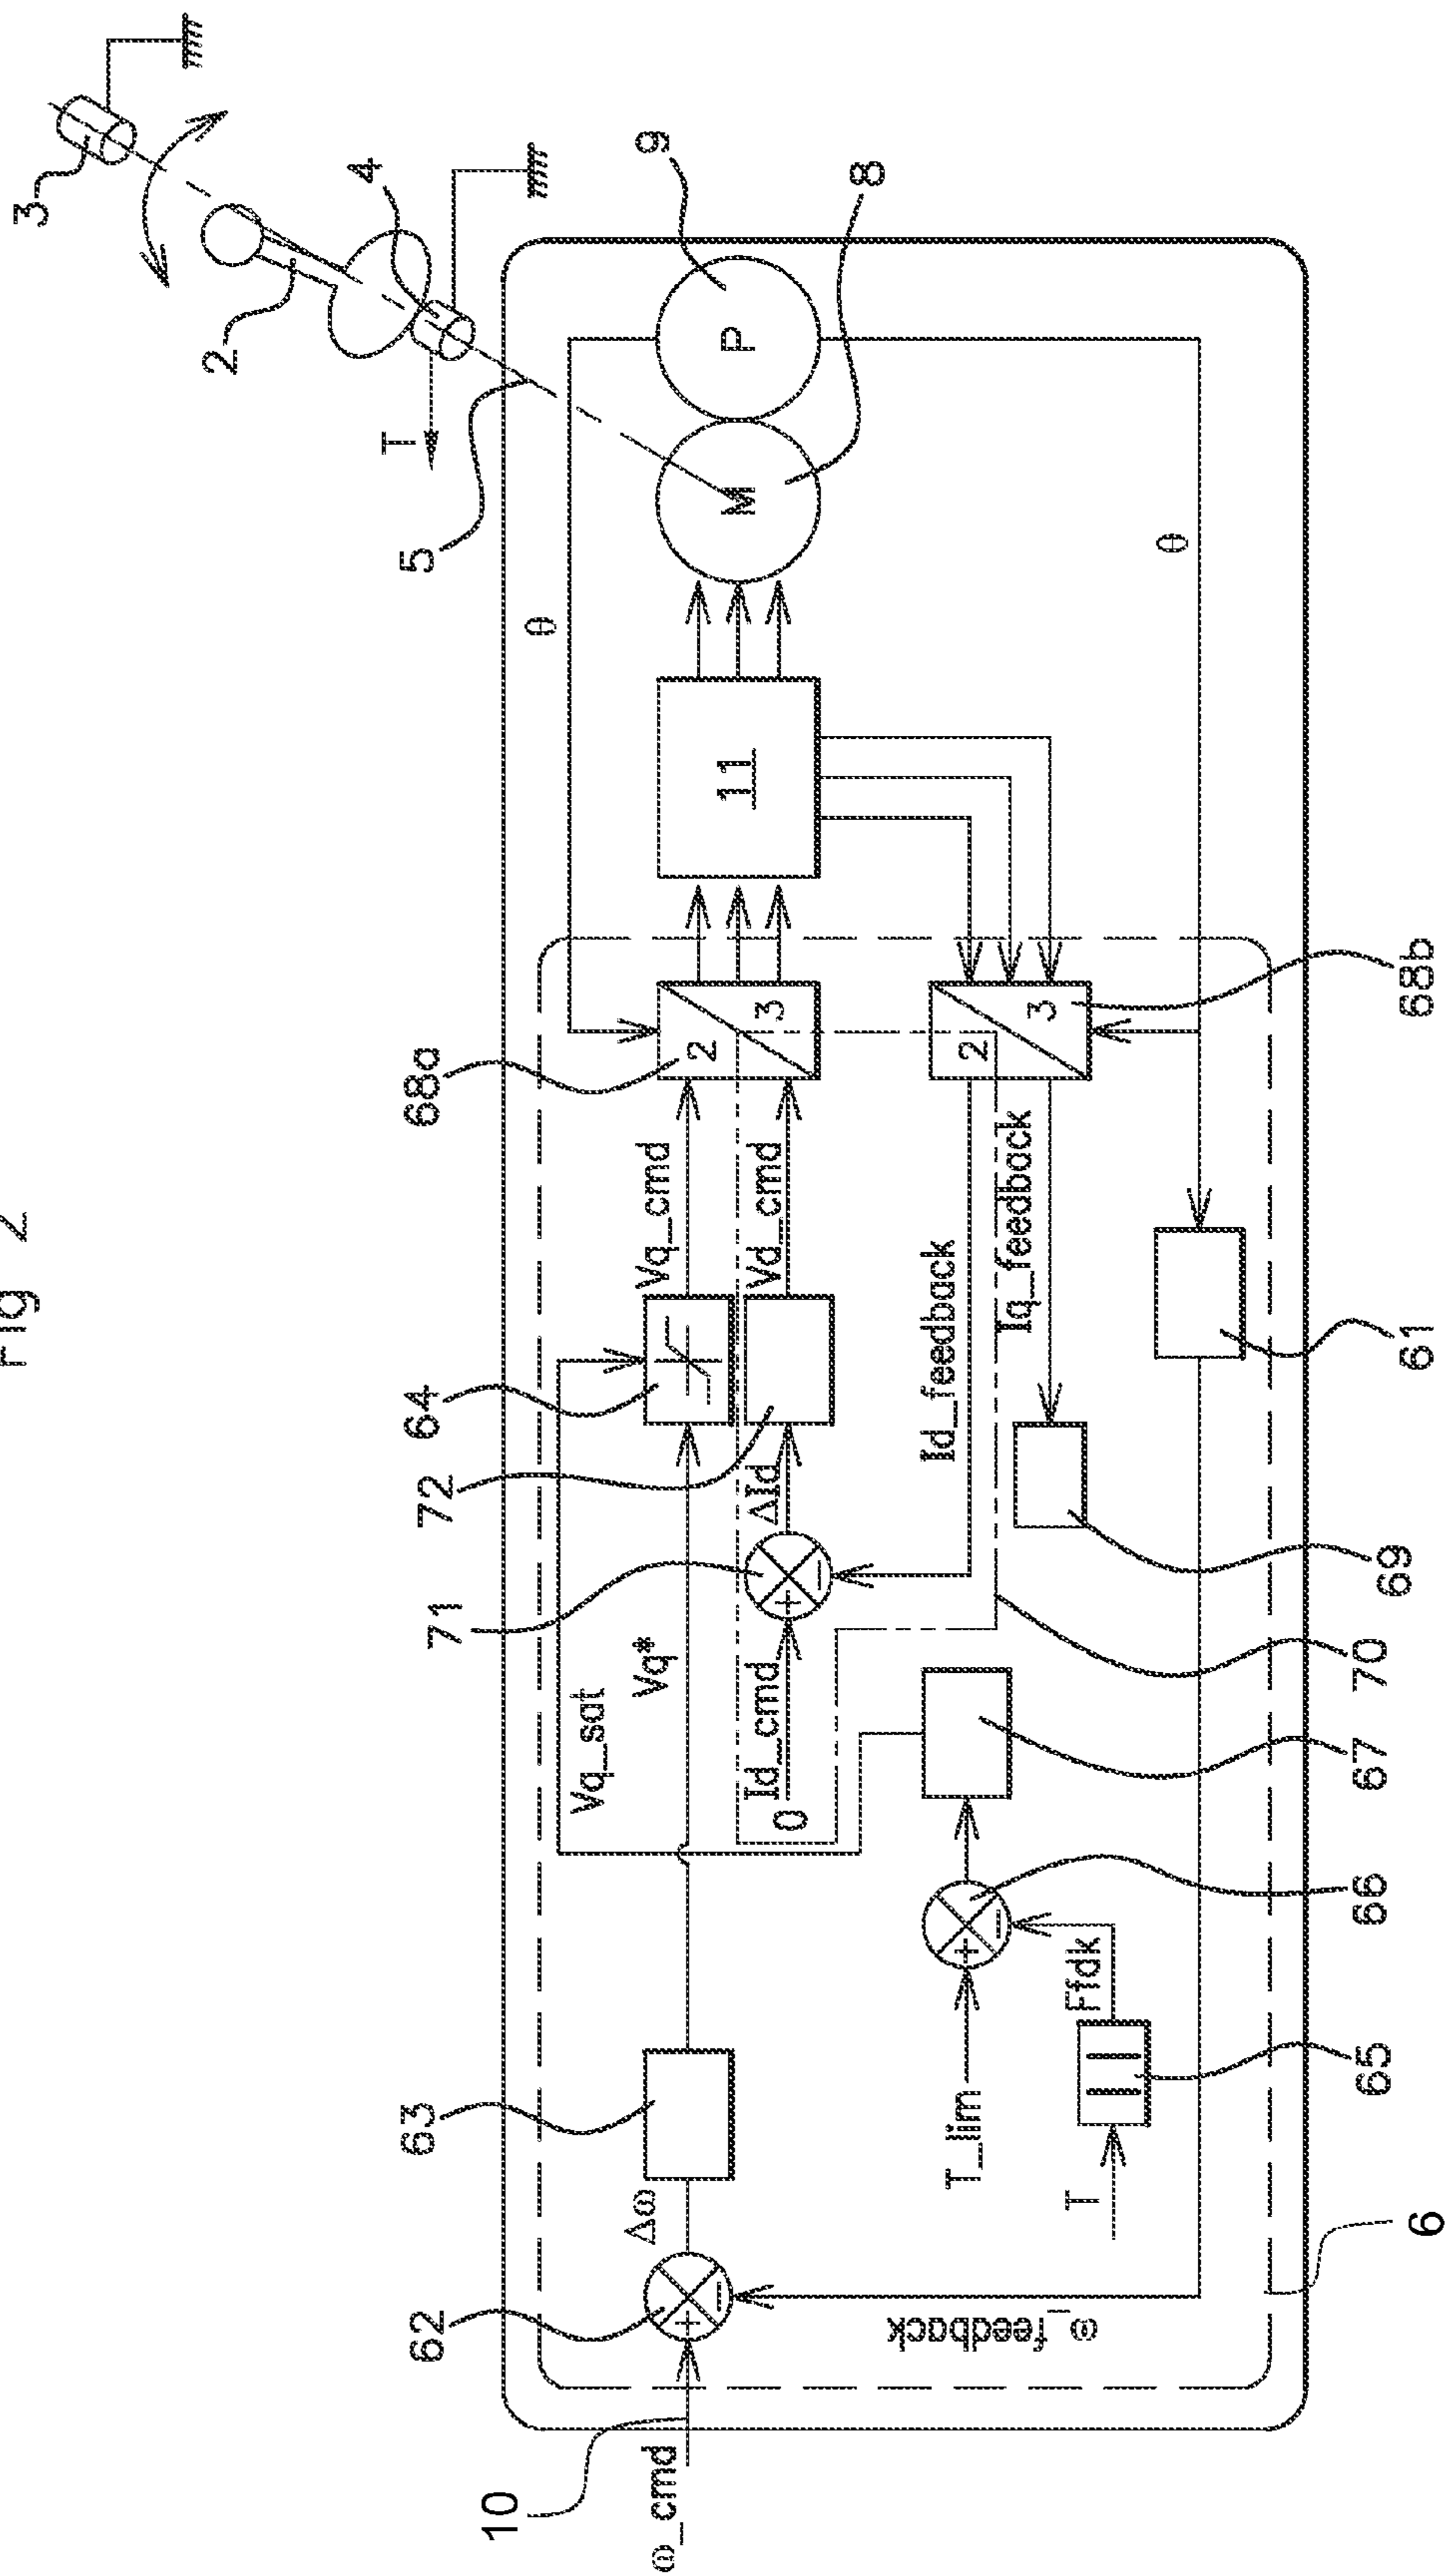 Fig 2
3
2
4
T
5
9
P
8
M
θ
θ
11
68a
2
3
68b
2
3
Vq_cmd
Vd_cmd
Id_feedback
Iq_feedback
61
64
72
ΔId
71
69
Vq_sat
Vq*
Id_cmd
0
+
−
70
67
66
+
−
Ffdk
T_lim
65
T
63
Δω
62
+
−
ω_feedback
6
10
ω_cmd